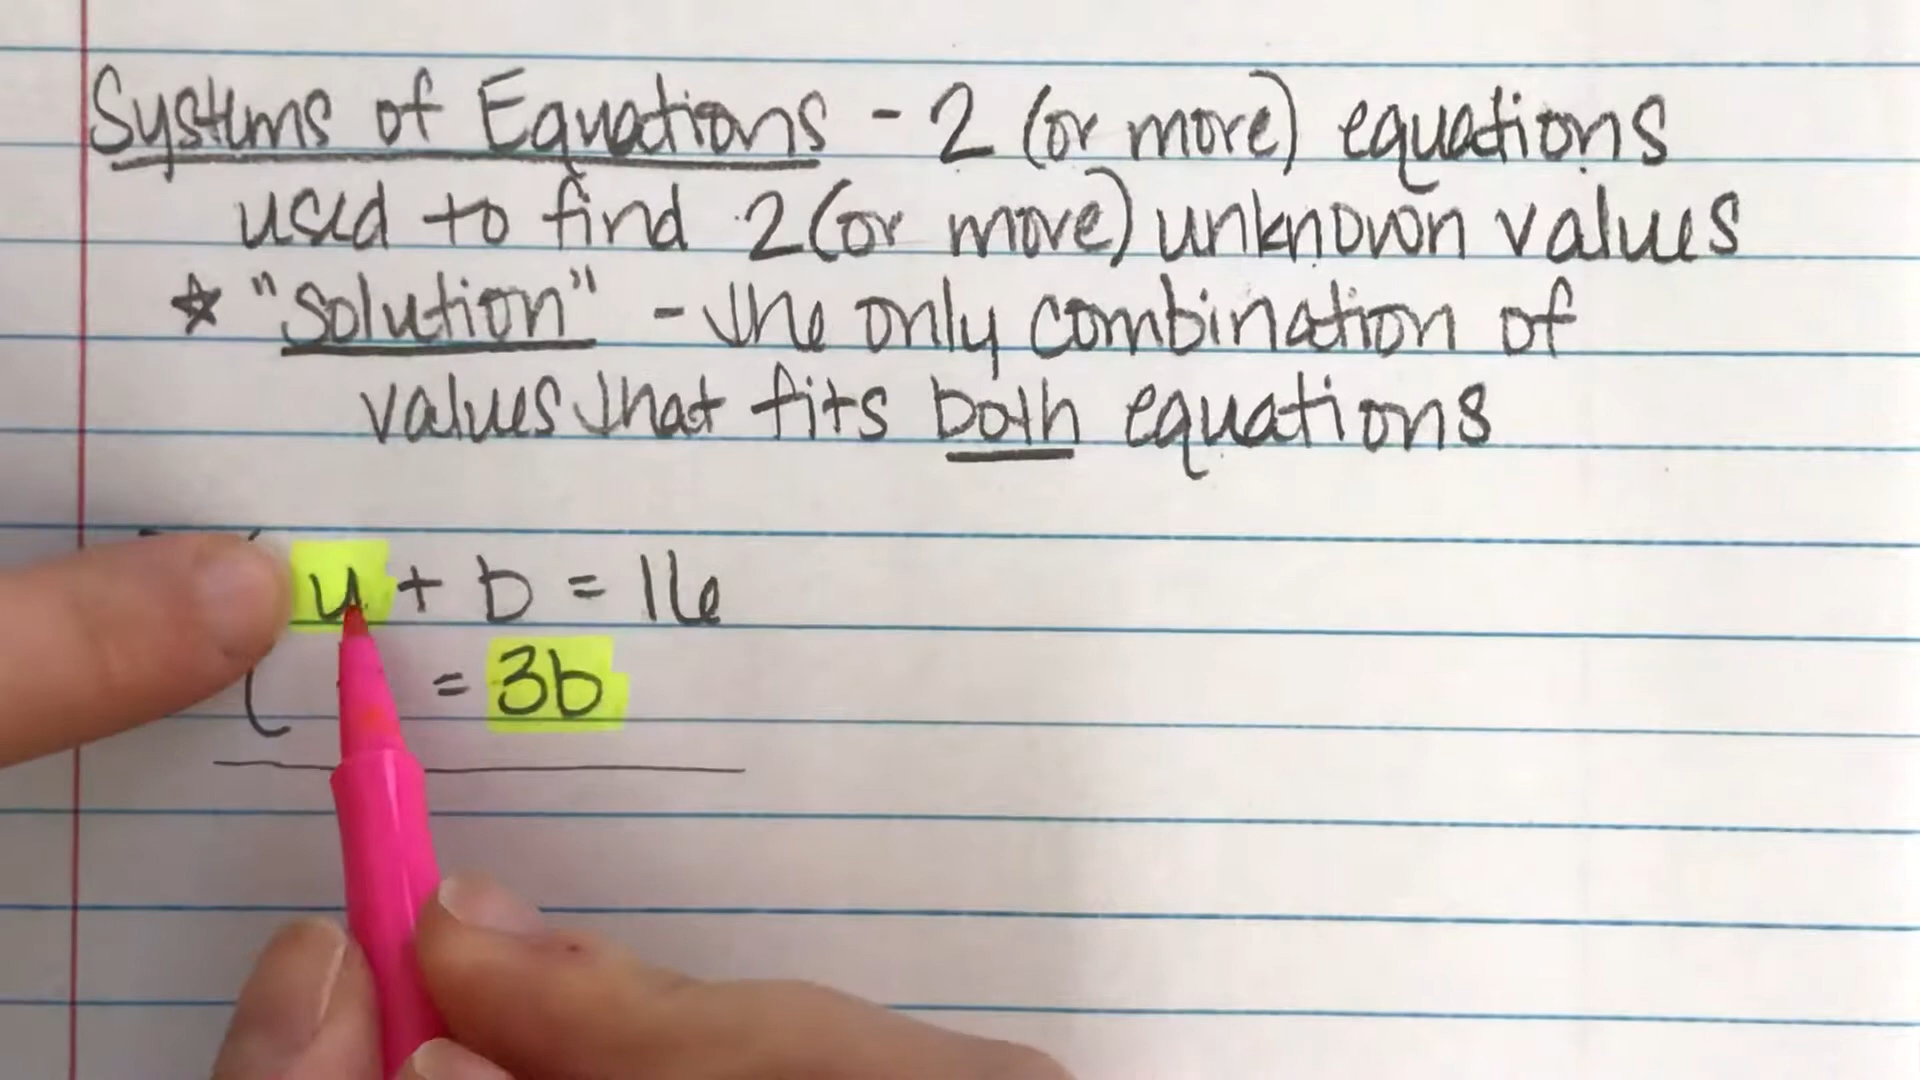 Systems of Equations - 2 (or more) equations
used to find 2 (or more) unknown values
☆ "Solution" - the only combination of
values that fits both equations
u + b = 16
= 3b